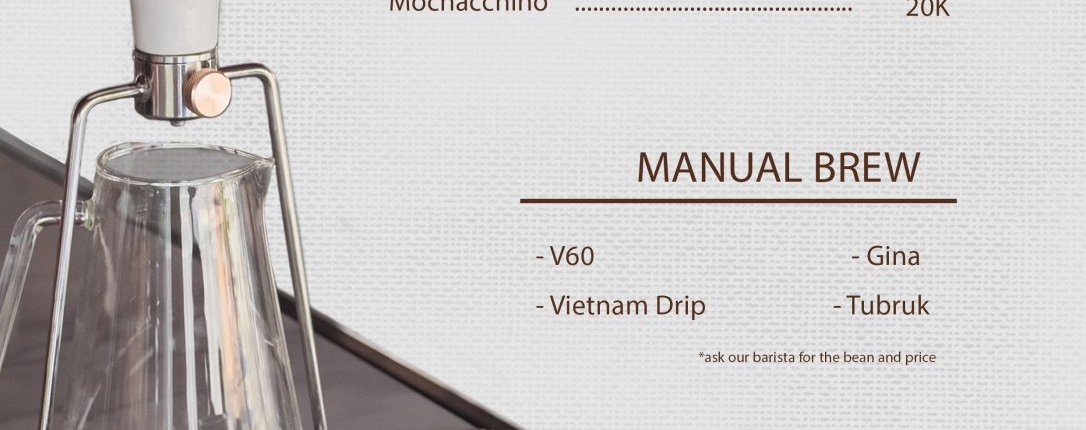 Mochacchino ............................................... 20K
MANUAL BREW
- V60 - Gina
- Vietnam Drip - Tubruk
*ask our barista for the bean and price